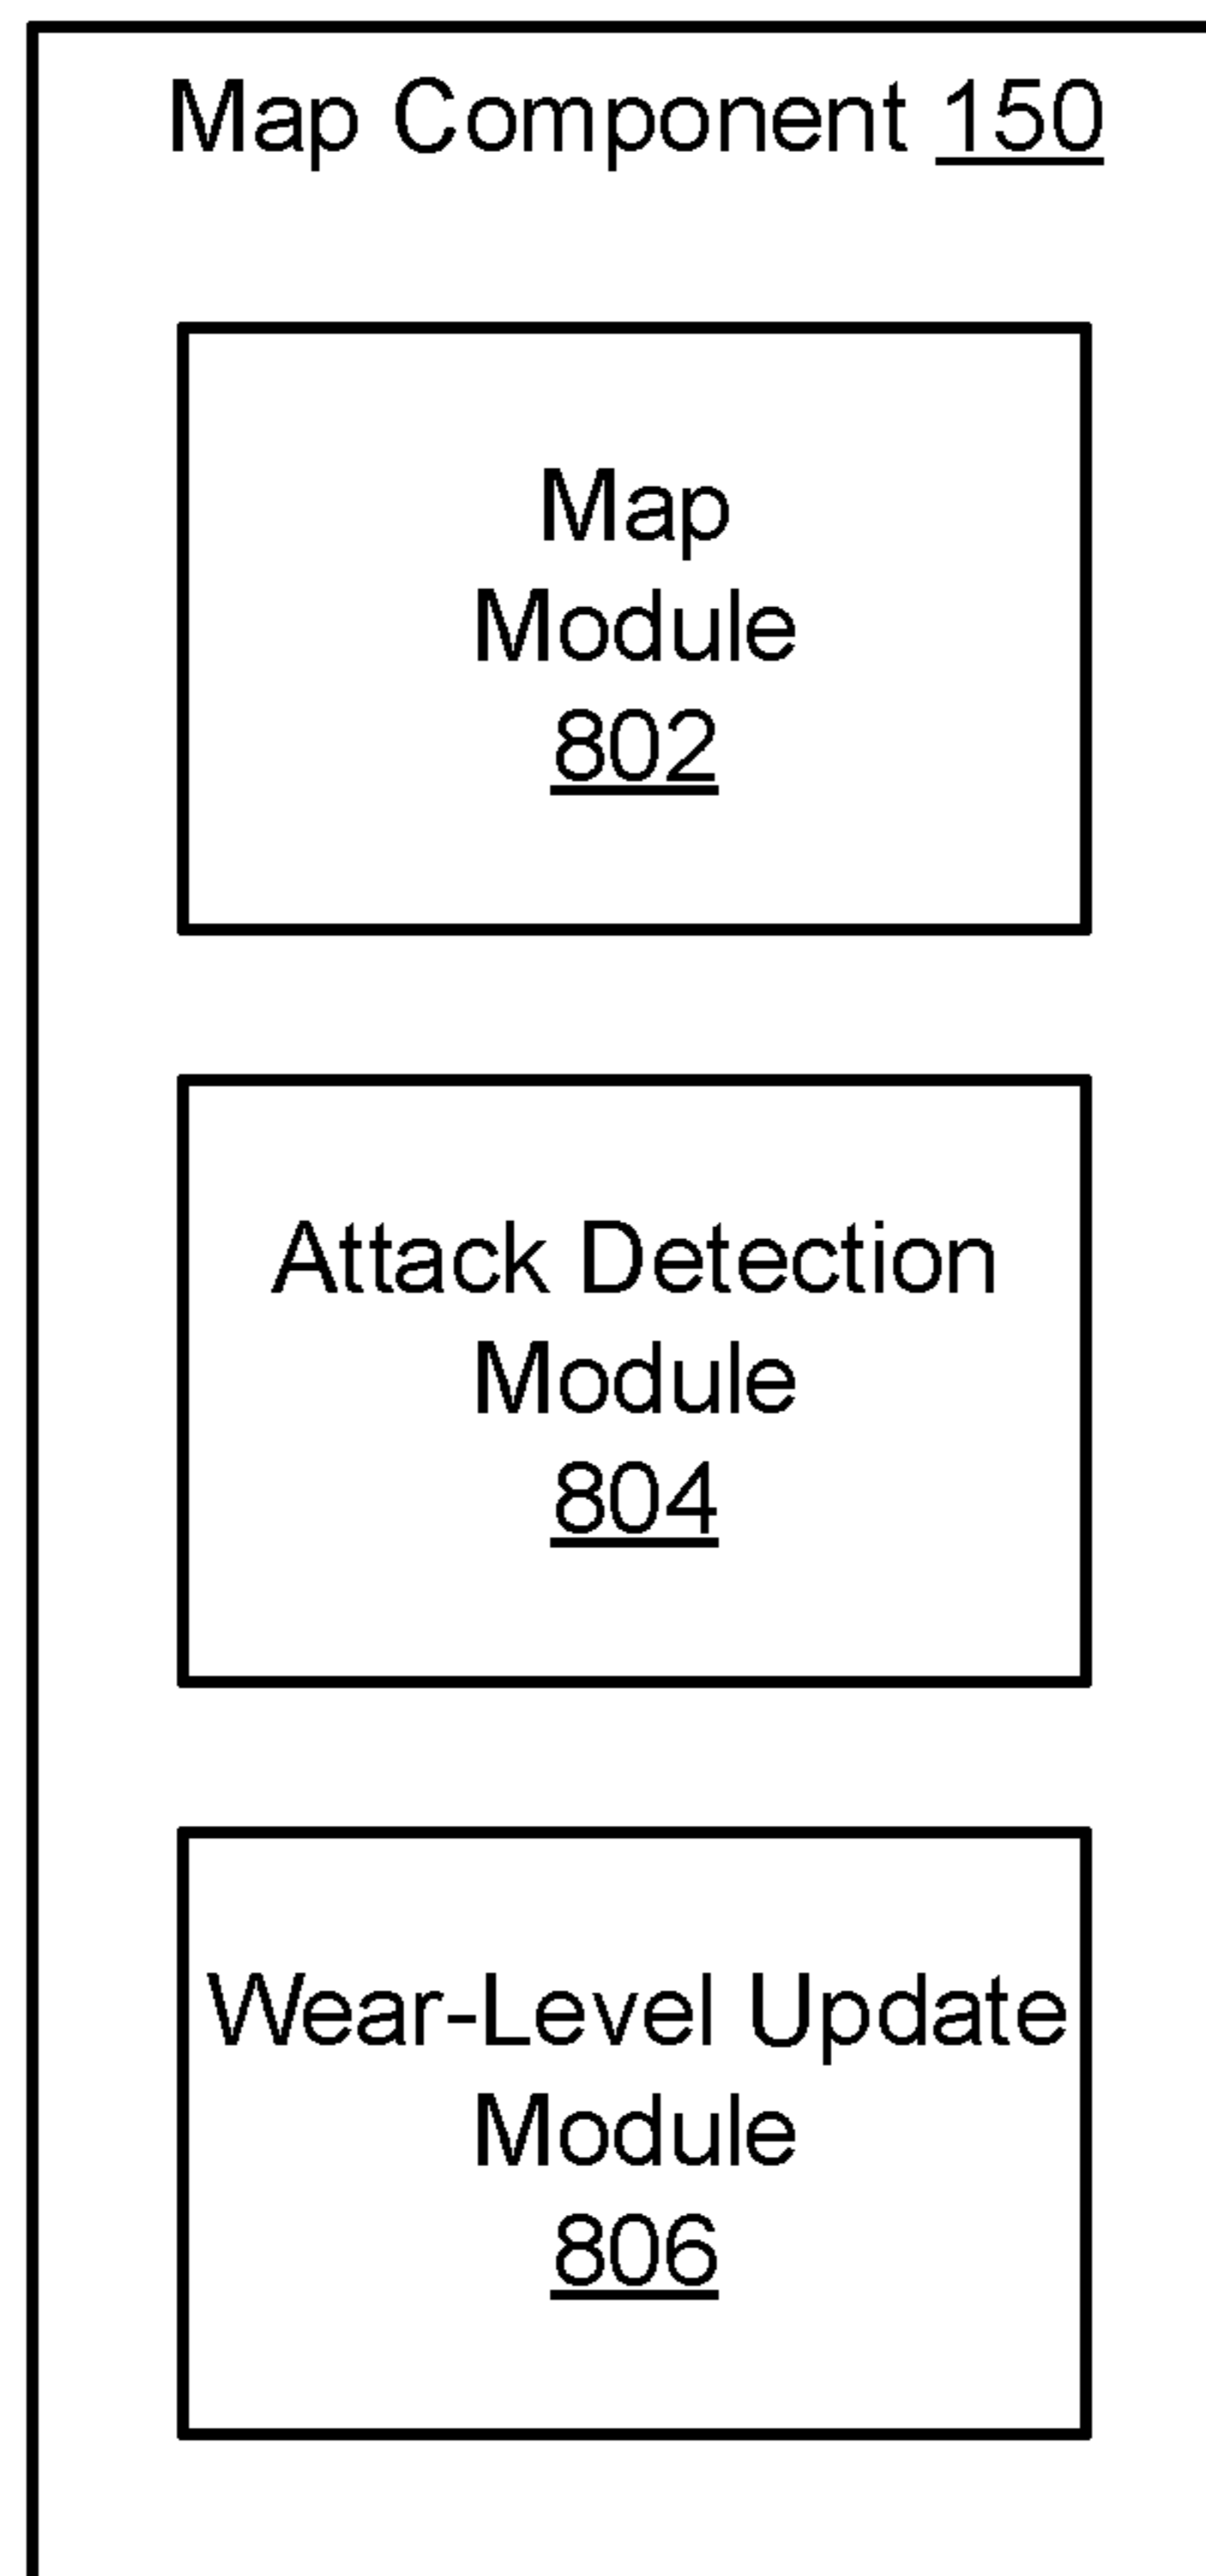 Map Component 150
Map
Module
802
Attack Detection
Module
804
Wear-Level Update
Module
806